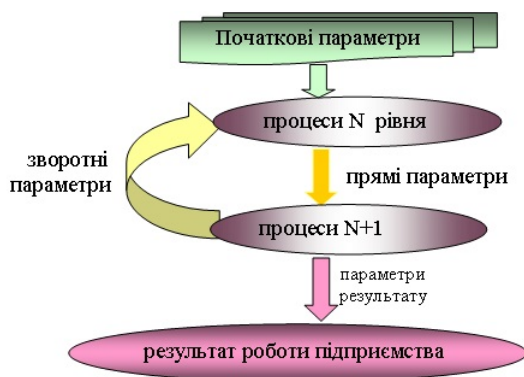 Початкові параметри
процеси N рівня
зворотні
параметри
прямі параметри
процеси N+1
параметри
результату
результат роботи підприємства